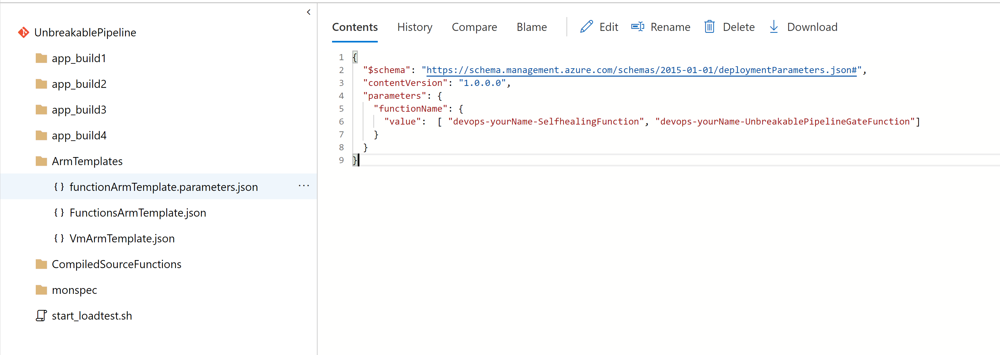 UnbreakablePipeline
app_build1
app_build2
app_build3
app_build4
ArmTemplates
{ } functionArmTemplate.parameters.json ...
{ } FunctionsArmTemplate.json
{ } VmArmTemplate.json
CompiledSourceFunctions
monspec
start_loadtest.sh
Contents History Compare Blame Edit Rename Delete Download
1 {
2 "$schema": "https://schema.management.azure.com/schemas/2015-01-01/deploymentParameters.json#",
3 "contentVersion": "1.0.0.0",
4 "parameters": {
5 "functionName": {
6 "value":  [ "devops-yourName-SelfhealingFunction", "devops-yourName-UnbreakablePipelineGateFunction"]
7 }
8 }
9 }